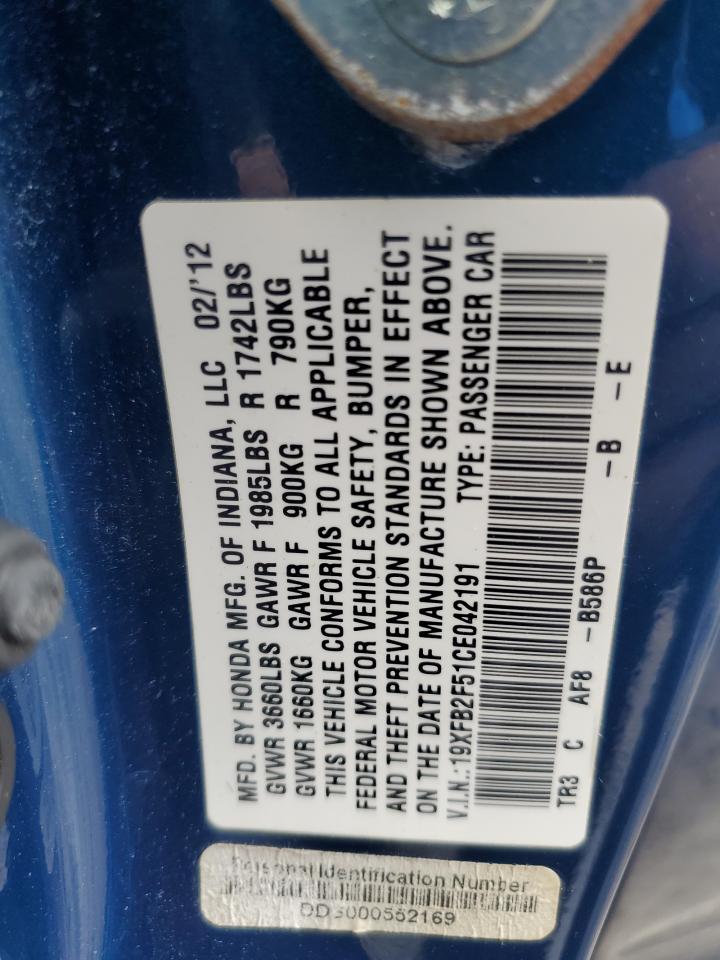 MFD. BY HONDA MFG. OF INDIANA, LLC 02/'12
GVWR 3660LBS GAWR F 1985LBS R 1742LBS
GVWR 1660KG GAWR F 900KG R 790KG
THIS VEHICLE CONFORMS TO ALL APPLICABLE
FEDERAL MOTOR VEHICLE SAFETY, BUMPER,
AND THEFT PREVENTION STANDARDS IN EFFECT
ON THE DATE OF MANUFACTURE SHOWN ABOVE.
V.I.N.:19XFB2F51CE042191 TYPE: PASSENGER CAR
TR3 C AF8 -B586P -B -E
Personal Identification Number
DDS000552169